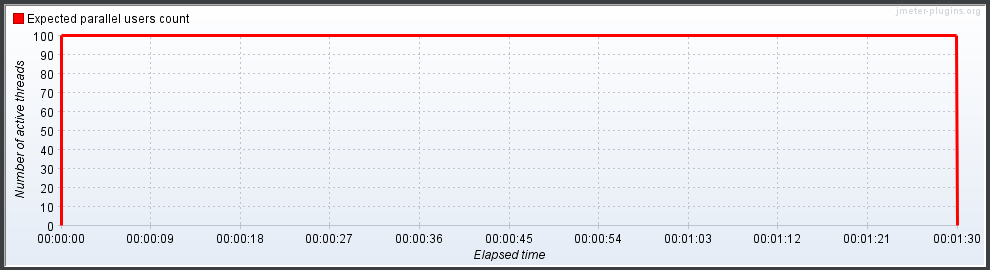 jmeter-plugins.org
Expected parallel users count
100
90
80
70
60
50
40
30
20
10
0
Number of active threads
00:00:00 00:00:09 00:00:18 00:00:27 00:00:36 00:00:45 00:00:54 00:01:03 00:01:12 00:01:21 00:01:30
Elapsed time